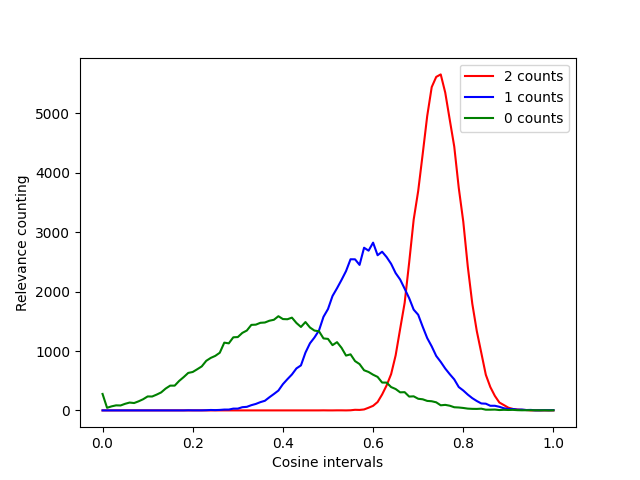 2 counts
1 counts
0 counts
5000
4000
3000
2000
1000
0
Relevance counting
0.0 0.2 0.4 0.6 0.8 1.0
Cosine intervals